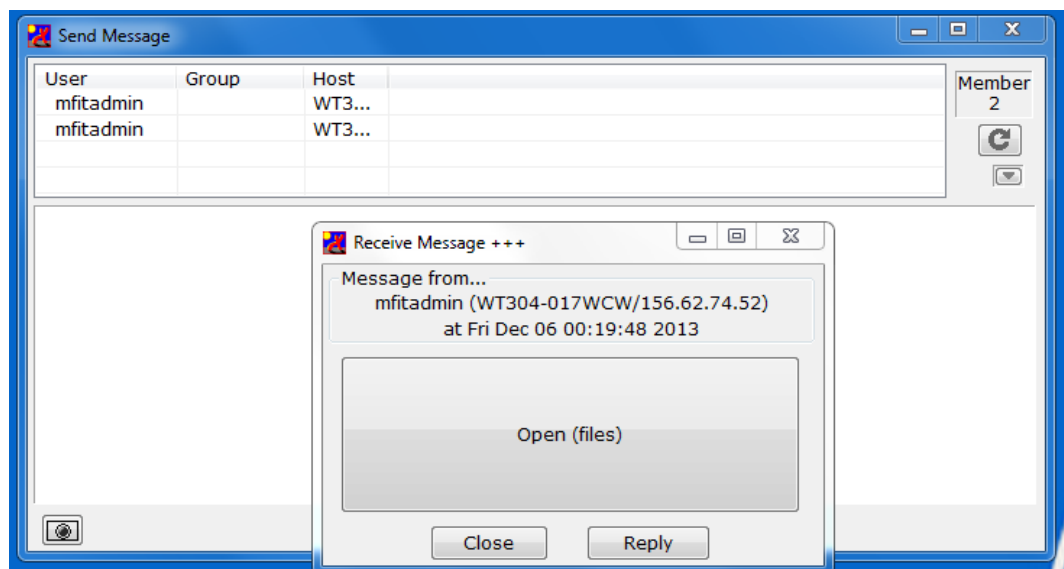 Send Message
User Group Host
mfitadmin WT3...
mfitadmin WT3...
Member
2
Receive Message +++
Message from...
mfitadmin (WT304-017WCW/156.62.74.52)
at Fri Dec 06 00:19:48 2013
Open (files)
Close Reply